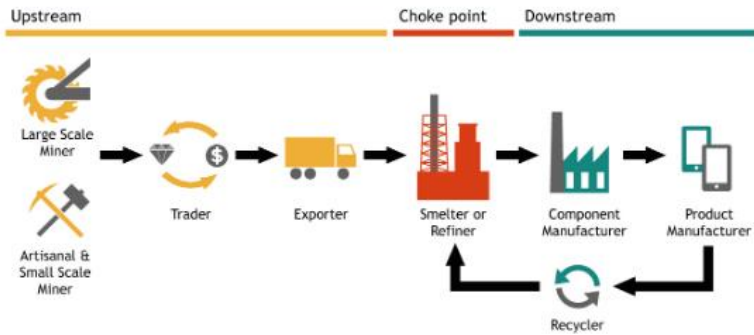 Upstream
Choke point
Downstream
Large Scale
Miner
Artisanal &
Small Scale
Miner
Trader
$
Exporter
Smelter or
Refiner
Component
Manufacturer
Product
Manufacturer
Recycler